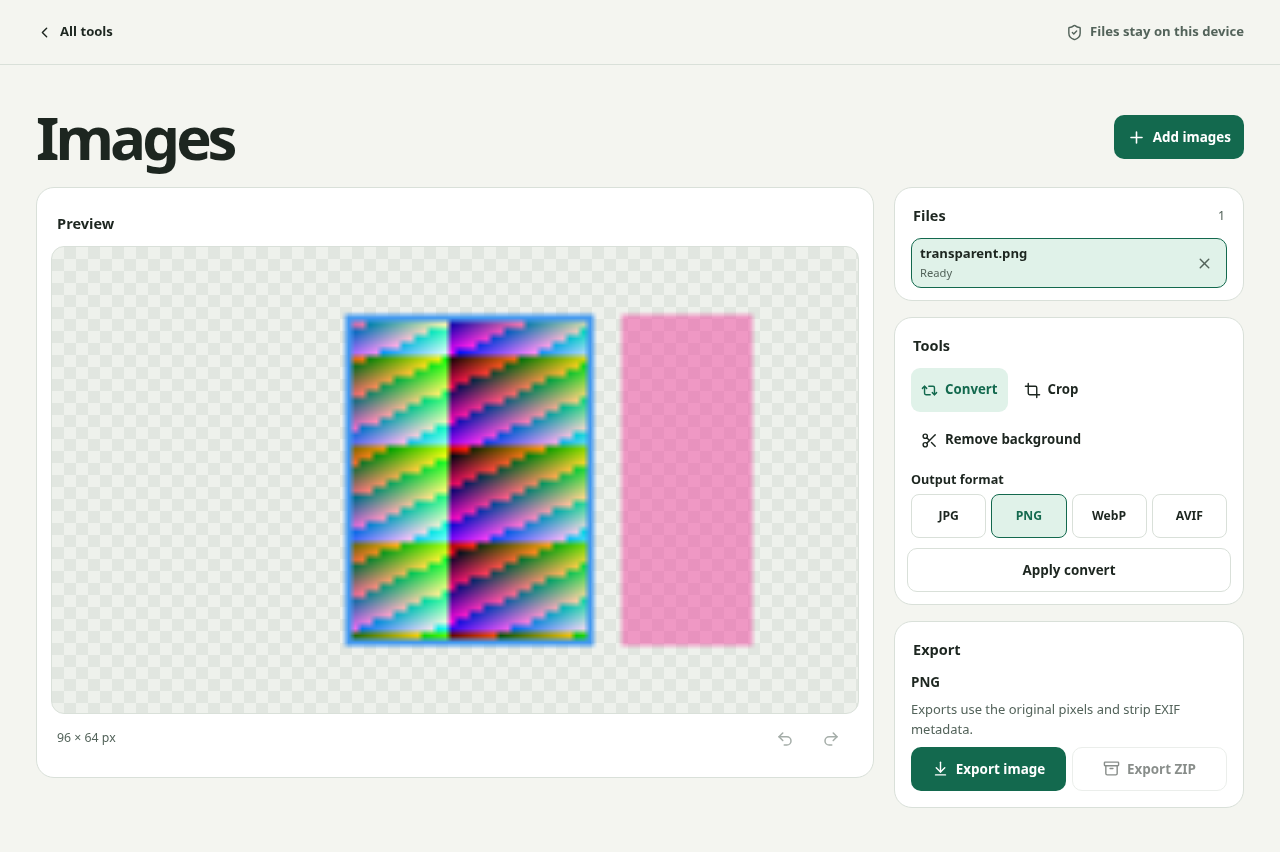 All tools
Files stay on this device
Images
Add images
Preview
96 × 64 px
Files
1
transparent.png
Ready
Tools
Convert
Crop
Remove background
Output format
JPG
PNG
WebP
AVIF
Apply convert
Export
PNG
Exports use the original pixels and strip EXIF
metadata.
Export image
Export ZIP